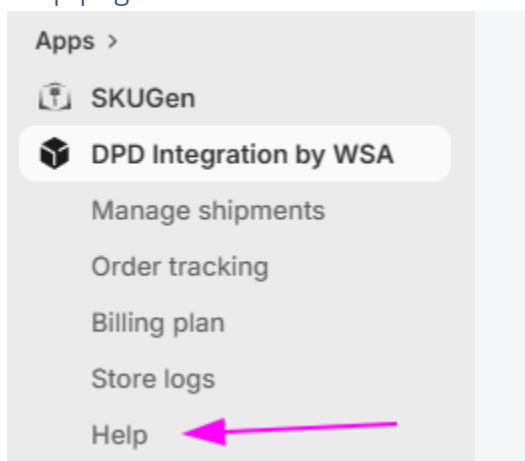 Apps >
SKUGen
DPD Integration by WSA
Manage shipments
Order tracking
Billing plan
Store logs
Help